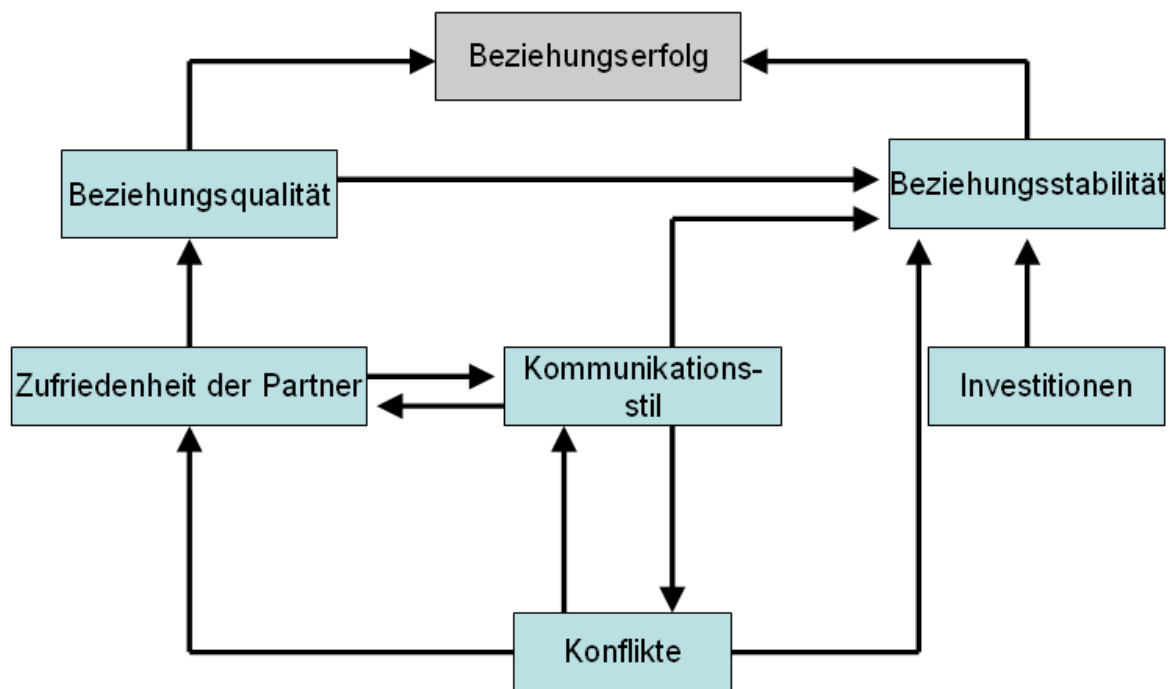 Beziehungserfolg
Beziehungsqualität
Beziehungsstabilität
Zufriedenheit der Partner
Kommunikations-
stil
Investitionen
Konflikte